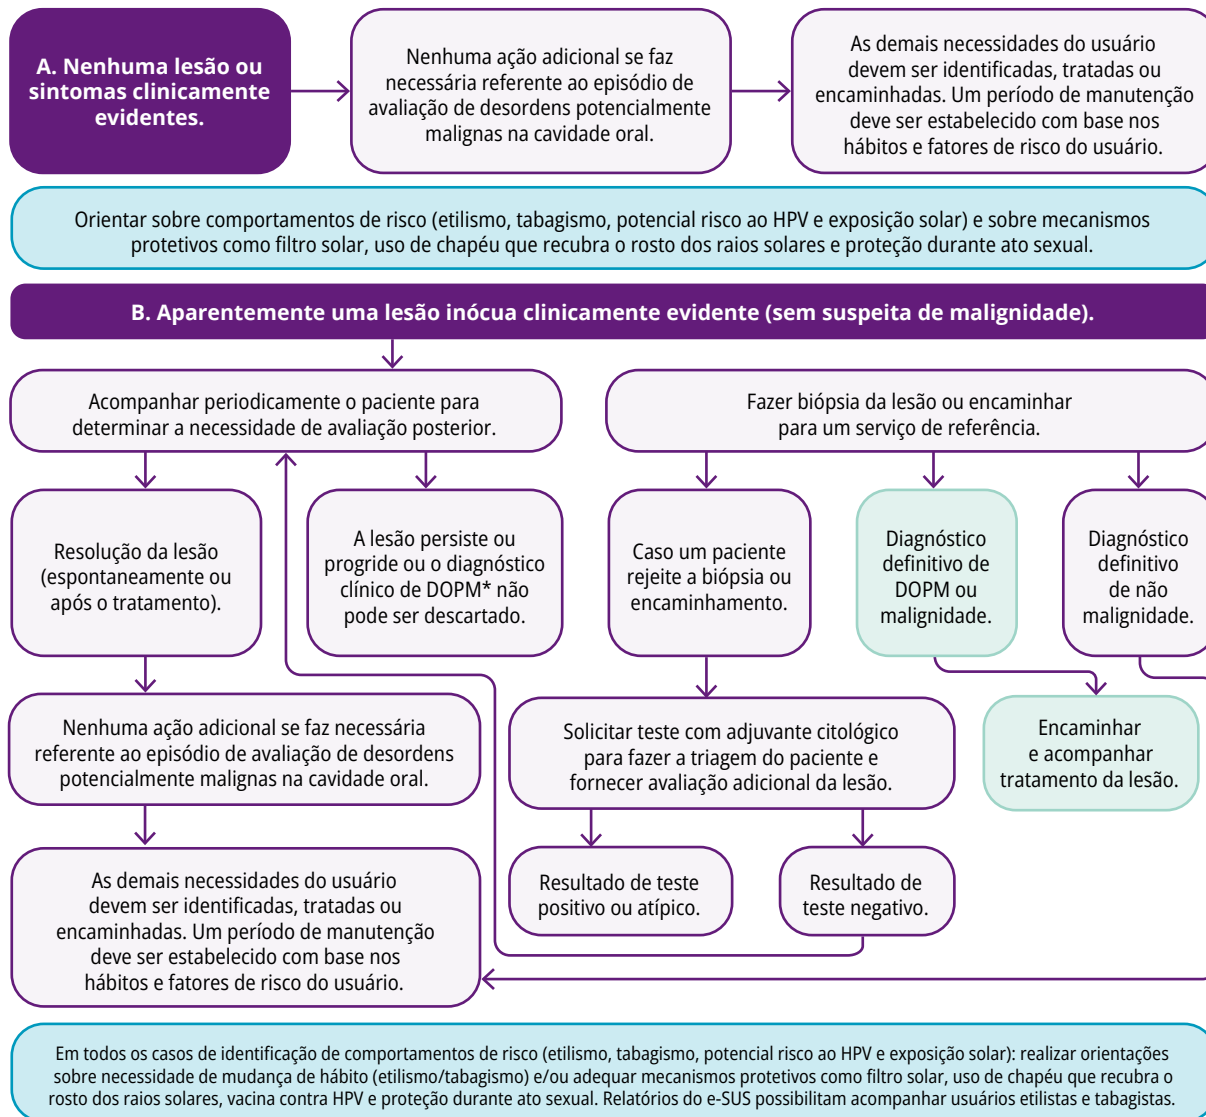 A. Nenhuma lesão ou
sintomas clinicamente
evidentes.
Nenhuma ação adicional se faz
necessária referente ao episódio de
avaliação de desordens potencialmente
malignas na cavidade oral.
As demais necessidades do usuário
devem ser identificadas, tratadas ou
encaminhadas. Um período de manutenção
deve ser estabelecido com base nos
hábitos e fatores de risco do usuário.
Orientar sobre comportamentos de risco (etilismo, tabagismo, potencial risco ao HPV e exposição solar) e sobre mecanismos
protetivos como filtro solar, uso de chapéu que recubra o rosto dos raios solares e proteção durante ato sexual.
B. Aparentemente uma lesão inócua clinicamente evidente (sem suspeita de malignidade).
Acompanhar periodicamente o paciente para
determinar a necessidade de avaliação posterior.
Fazer biópsia da lesão ou encaminhar
para um serviço de referência.
Resolução da lesão
(espontaneamente ou
após o tratamento).
A lesão persiste ou
progride ou o diagnóstico
clínico de DOPM* não
pode ser descartado.
Caso um paciente
rejeite a biópsia ou
encaminhamento.
Diagnóstico
definitivo de
DOPM ou
malignidade.
Diagnóstico
definitivo
de não
malignidade.
Nenhuma ação adicional se faz necessária
referente ao episódio de avaliação de desordens
potencialmente malignas na cavidade oral.
Solicitar teste com adjuvante citológico
para fazer a triagem do paciente e
fornecer avaliação adicional da lesão.
Encaminhar
e acompanhar
tratamento da lesão.
As demais necessidades do usuário
devem ser identificadas, tratadas ou
encaminhadas. Um período de manutenção
deve ser estabelecido com base nos
hábitos e fatores de risco do usuário.
Resultado de teste
positivo ou atípico.
Resultado de
teste negativo.
Em todos os casos de identificação de comportamentos de risco (etilismo, tabagismo, potencial risco ao HPV e exposição solar): realizar orientações
sobre necessidade de mudança de hábito (etilismo/tabagismo) e/ou adequar mecanismos protetivos como filtro solar, uso de chapéu que recubra o
rosto dos raios solares, vacina contra HPV e proteção durante ato sexual. Relatórios do e-SUS possibilitam acompanhar usuários etilistas e tabagistas.